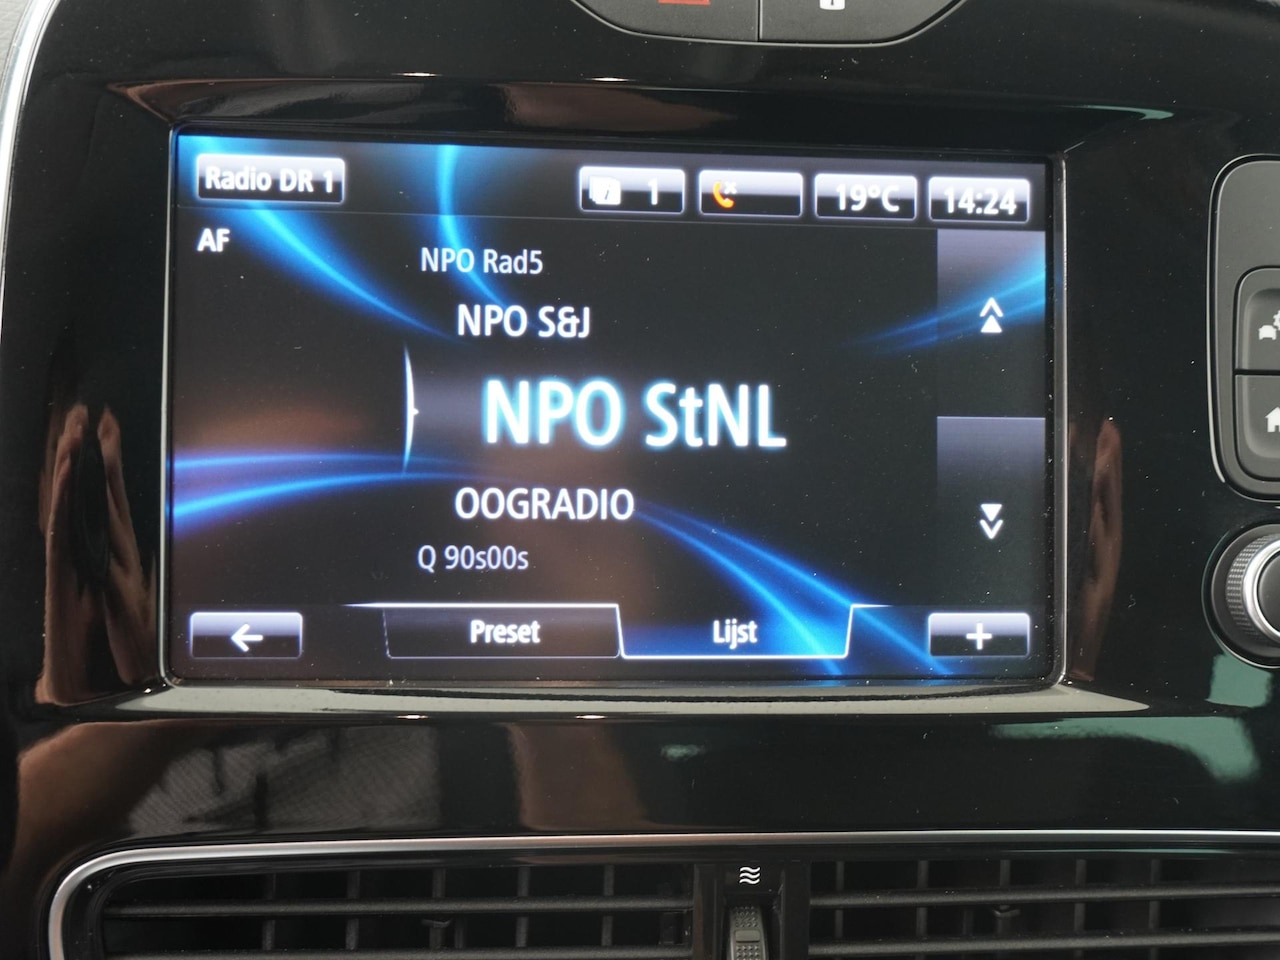 Radio DR 1
1
19°C
14:24
AF
NPO Rad5
NPO S&J
NPO StNL
OOGRADIO
Q 90s00s
Preset
Lijst